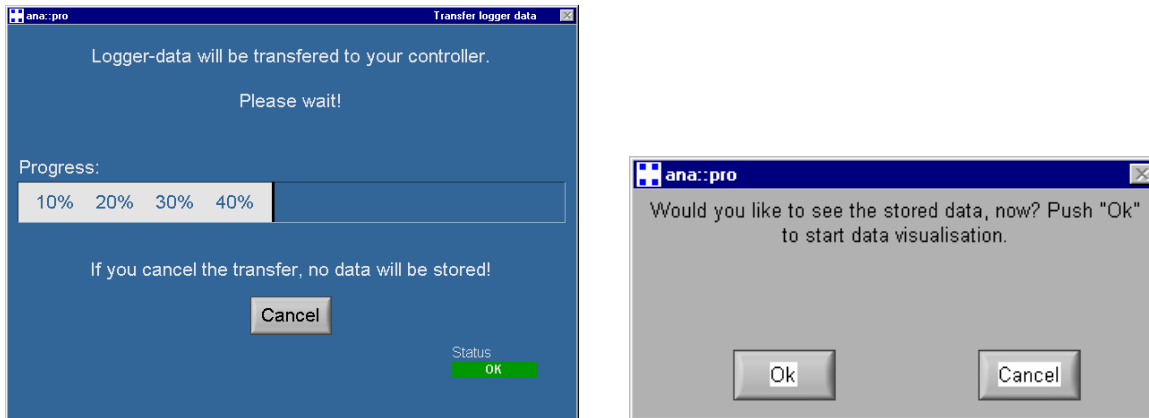 ana::pro Transfer logger data
Logger-data will be transfered to your controller.
Please wait!
Progress:
10% 20% 30% 40%
If you cancel the transfer, no data will be stored!
Cancel
Status
OK
ana::pro
Would you like to see the stored data, now? Push "Ok"
to start data visualisation.
Ok Cancel